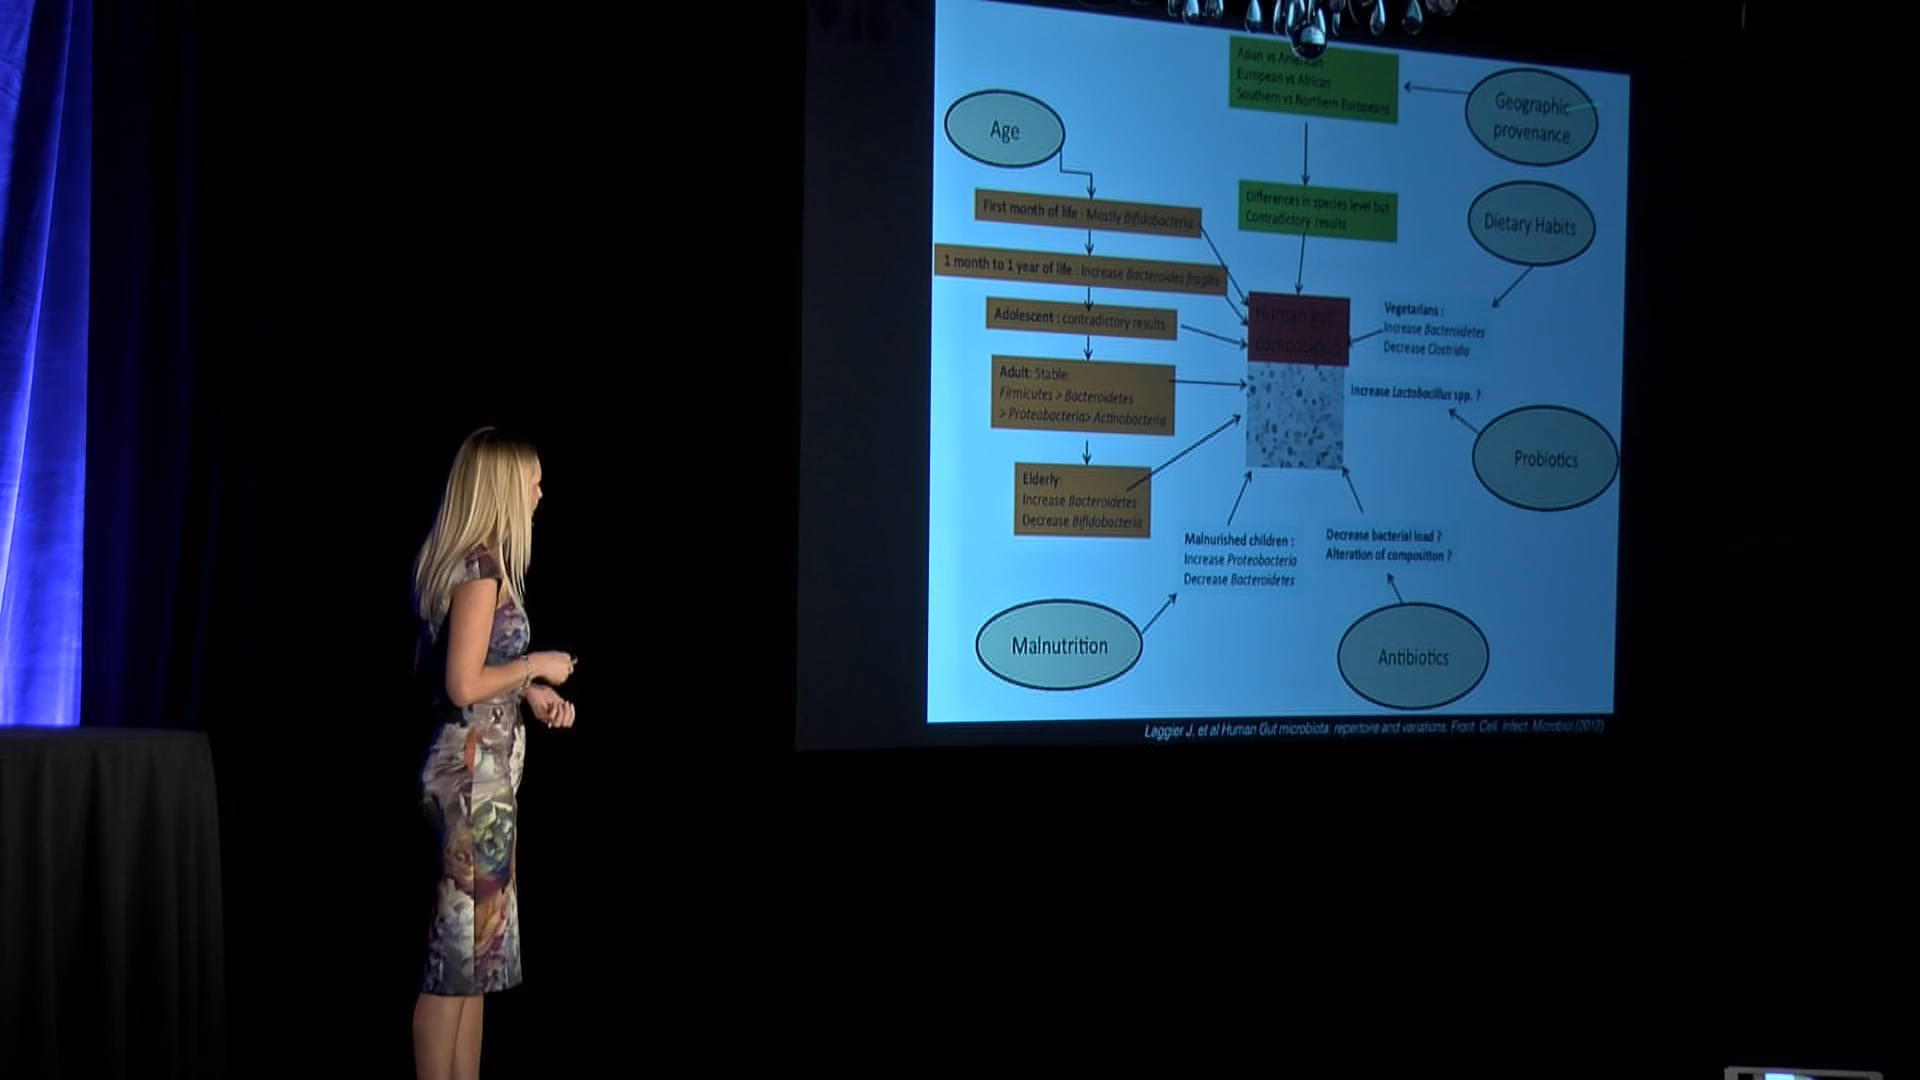 Asian vs American
European vs African
Southern vs Northern Europeans
Geographic
provenance
Age
Differences in species level but
Contradictory results
Dietary Habits
First month of life : Mostly Bifidobacteria
1 month to 1 year of life : Increase Bacteroides fragilis
Adolescent : contradictory results
Human gut
composition
Vegetarians :
Increase Bacteroidetes
Decrease Clostridia
Adult: Stable:
Firmicutes > Bacteroidetes
> Proteobacteria> Actinobacteria
Increase Lactobacillus spp. ?
Probiotics
Elderly:
Increase Bacteroidetes
Decrease Bifidobacteria
Malnurished children :
Increase Proteobacteria
Decrease Bacteroidetes
Decrease bacterial load ?
Alteration of composition ?
Malnutrition
Antibiotics
Laggier J, et al Human Gut microbiota: repertoire and variations. Front. Cell. Infect. Microbiol (2012)